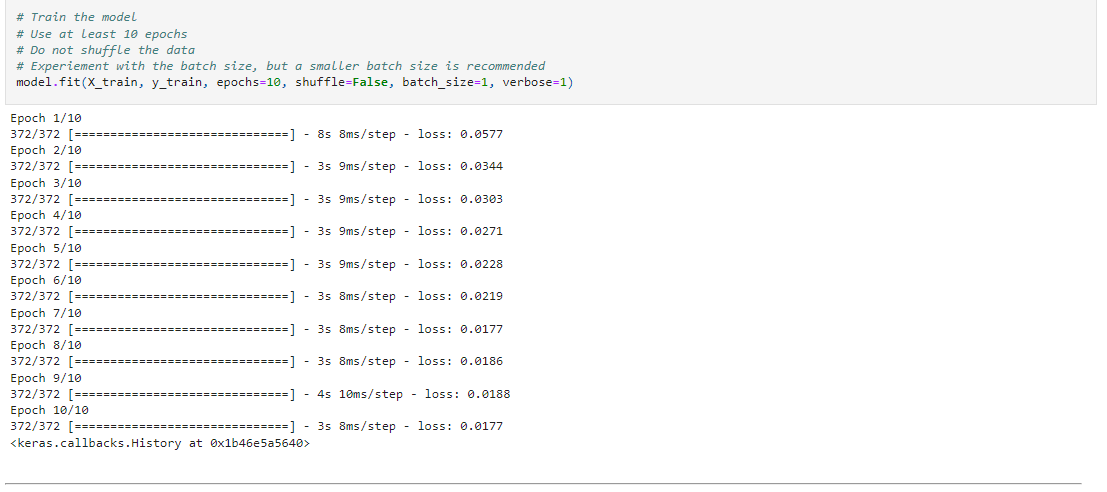 # Train the model
# Use at least 10 epochs
# Do not shuffle the data
# Experiement with the batch size, but a smaller batch size is recommended
model.fit(X_train, y_train, epochs=10, shuffle=False, batch_size=1, verbose=1)
Epoch 1/10
372/372 [==============================] - 8s 8ms/step - loss: 0.0577
Epoch 2/10
372/372 [==============================] - 3s 9ms/step - loss: 0.0344
Epoch 3/10
372/372 [==============================] - 3s 9ms/step - loss: 0.0303
Epoch 4/10
372/372 [==============================] - 3s 9ms/step - loss: 0.0271
Epoch 5/10
372/372 [==============================] - 3s 9ms/step - loss: 0.0228
Epoch 6/10
372/372 [==============================] - 3s 8ms/step - loss: 0.0219
Epoch 7/10
372/372 [==============================] - 3s 8ms/step - loss: 0.0177
Epoch 8/10
372/372 [==============================] - 3s 8ms/step - loss: 0.0186
Epoch 9/10
372/372 [==============================] - 4s 10ms/step - loss: 0.0188
Epoch 10/10
372/372 [==============================] - 3s 8ms/step - loss: 0.0177
<keras.callbacks.History at 0x1b46e5a5640>